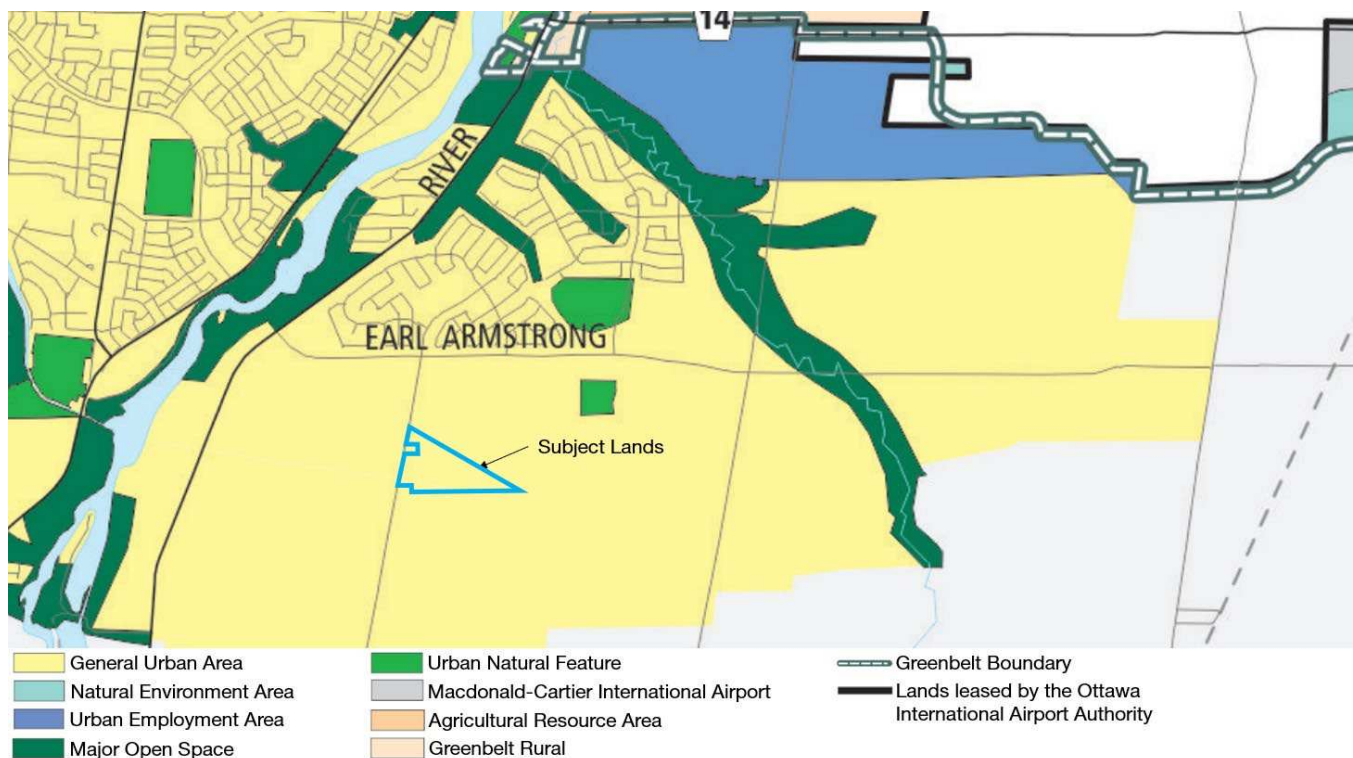 14
RIVER
EARL ARMSTRONG
Subject Lands
General Urban Area
Natural Environment Area
Urban Employment Area
Major Open Space
Urban Natural Feature
Macdonald-Cartier International Airport
Agricultural Resource Area
Greenbelt Rural
Greenbelt Boundary
Lands leased by the Ottawa
International Airport Authority